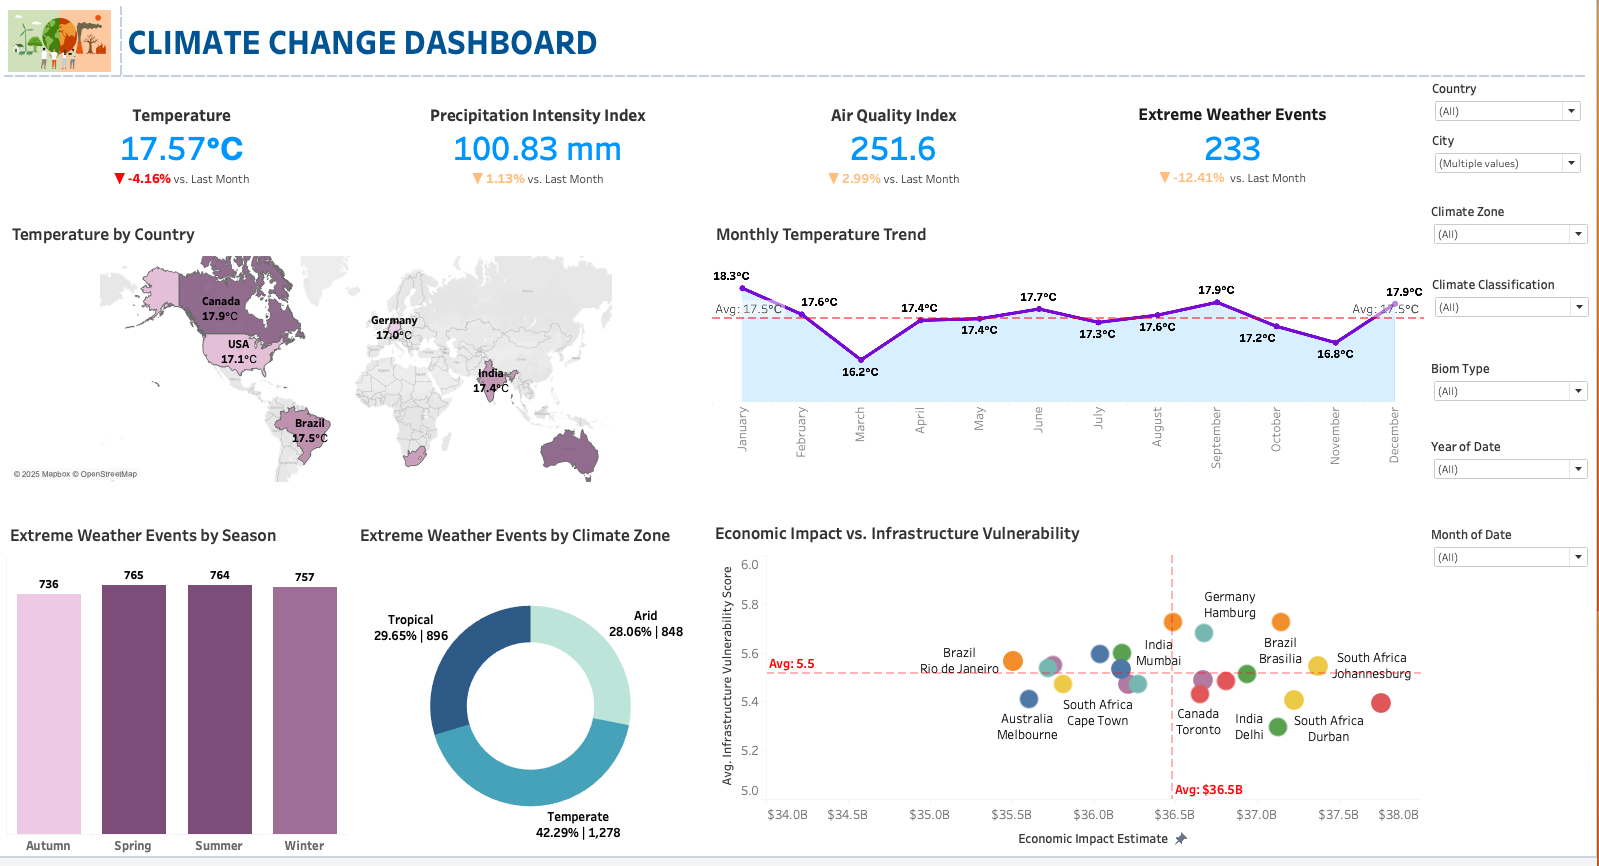 CLIMATE CHANGE DASHBOARD
Temperature
17.57°C
▼ -4.16% vs. Last Month
Precipitation Intensity Index
100.83 mm
▼ 1.13% vs. Last Month
Air Quality Index
251.6
▼ 2.99% vs. Last Month
Extreme Weather Events
233
▼ -12.41% vs. Last Month
Country
(All)
City
(Multiple values)
Climate Zone
(All)
Climate Classification
(All)
Biom Type
(All)
Year of Date
(All)
Month of Date
(All)
Temperature by Country
Canada
17.9°C
USA
17.1°C
Germany
17.0°C
India
17.4°C
Brazil
17.5°C
© 2025 Mapbox © OpenStreetMap
Monthly Temperature Trend
18.3°C
17.6°C
16.2°C
17.4°C
17.4°C
17.7°C
17.3°C
17.6°C
17.9°C
17.2°C
16.8°C
17.9°C
Avg: 17.5°C
Avg: 17.5°C
January
February
March
April
May
June
July
August
September
October
November
December
Extreme Weather Events by Season
736
765
764
757
Autumn
Spring
Summer
Winter
Extreme Weather Events by Climate Zone
Tropical
29.65% | 896
Arid
28.06% | 848
Temperate
42.29% | 1,278
Economic Impact vs. Infrastructure Vulnerability
Avg. Infrastructure Vulnerability Score
6.0
5.8
5.6
5.4
5.2
5.0
Avg: 5.5
Germany
Hamburg
Brazil
Rio de Janeiro
India
Mumbai
Brazil
Brasilia
South Africa
Johannesburg
Australia
Melbourne
South Africa
Cape Town
Canada
Toronto
India
Delhi
South Africa
Durban
Avg: $36.5B
$34.0B
$34.5B
$35.0B
$35.5B
$36.0B
$36.5B
$37.0B
$37.5B
$38.0B
Economic Impact Estimate